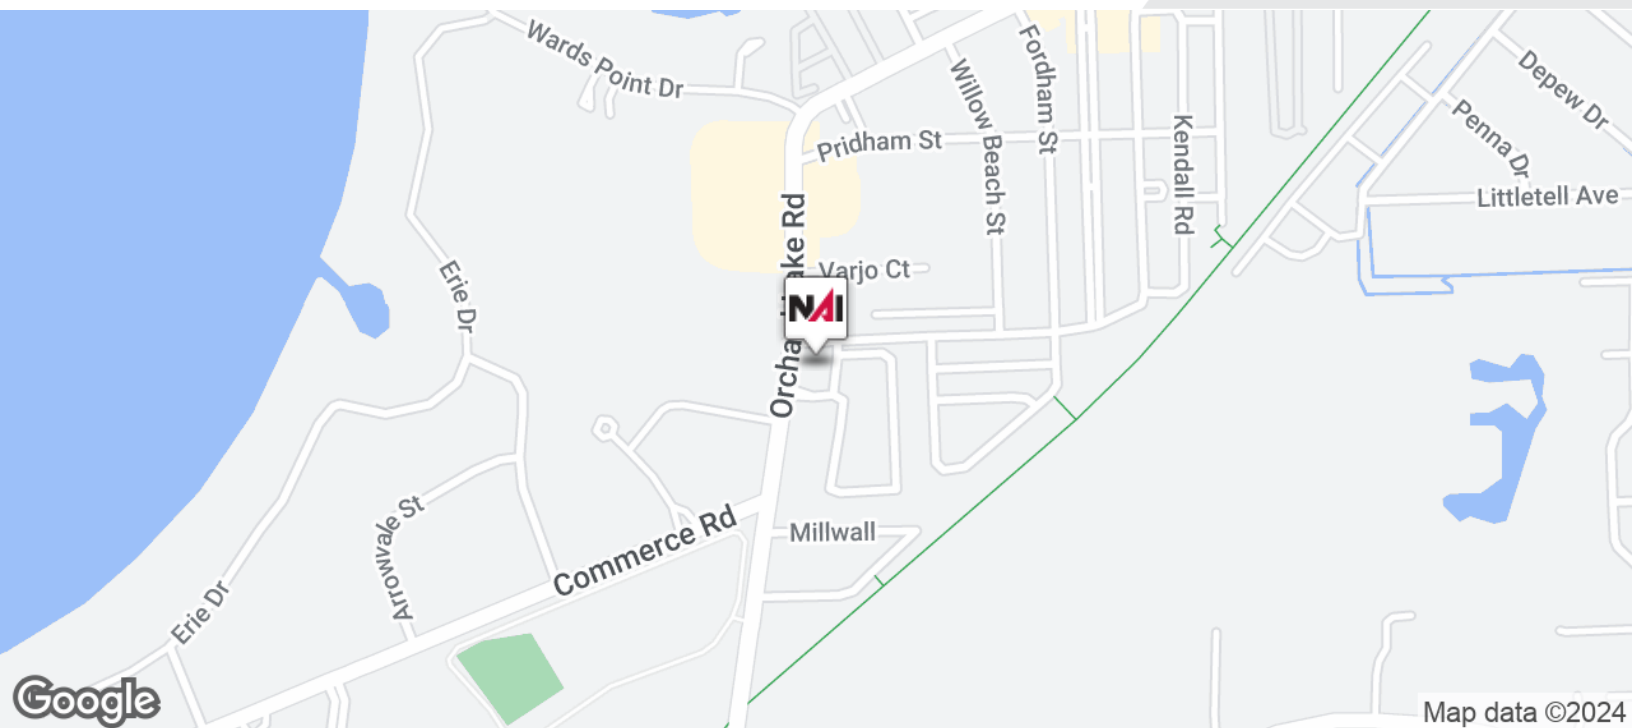 Wards Point Dr
Fordham St
Willow Beach St
Kendall Rd
Depew Dr
Penna Dr
Pridham St
Littletell Ave
Orcha ake Rd
Varjo Ct
NAI
Erie Dr
Commerce Rd
Millwall
Arrowvale St
Erie Dr
Google
Map data ©2024